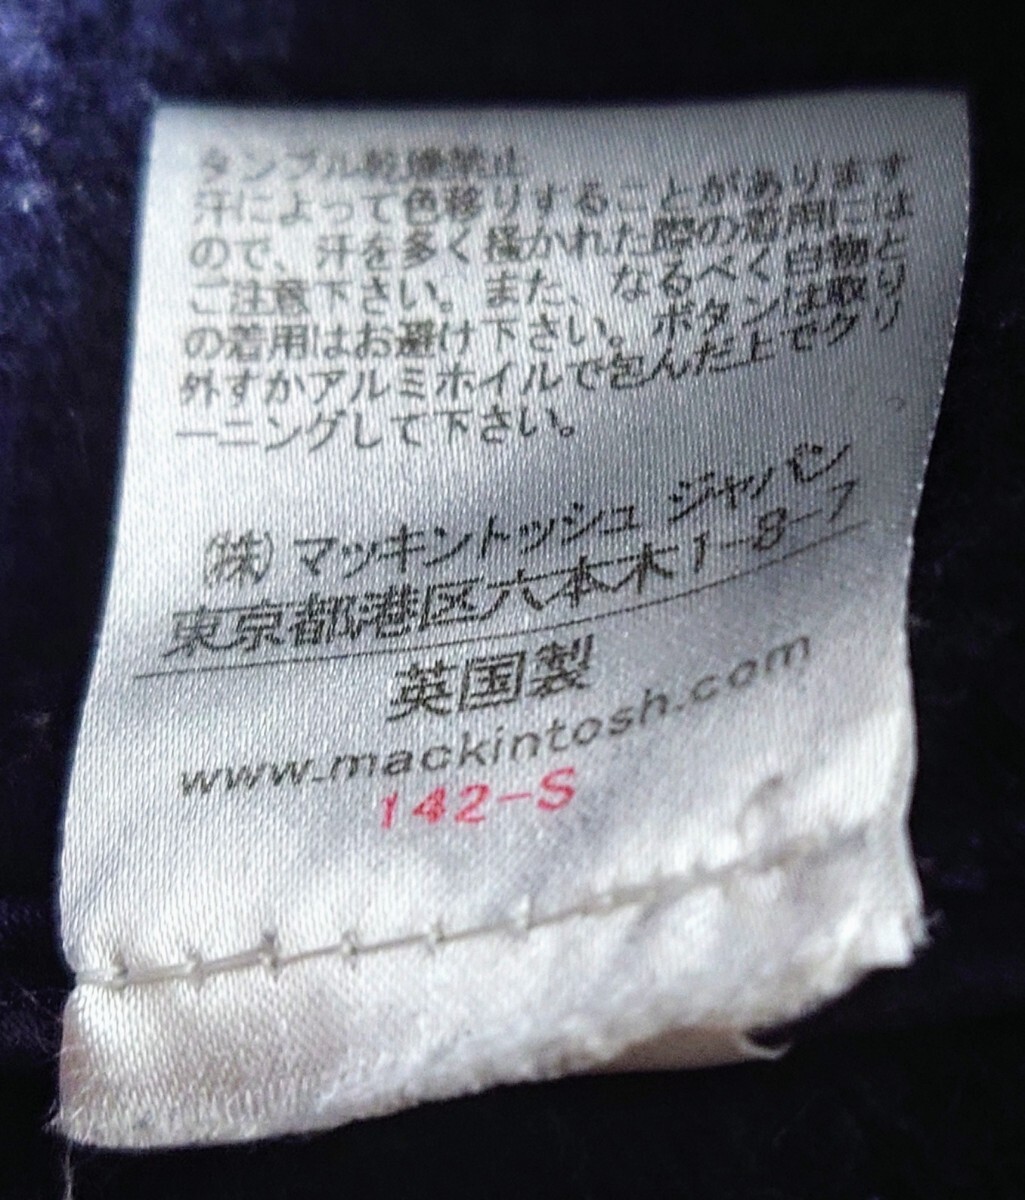 タンブル乾燥禁止
汗によって色移りすることがあります
ので、汗を多く掻かれた際の着用には
ご注意下さい。また、なるべく白物と
の着用はお避け下さい。ボタンは取り
外すかアルミホイルで包んだ上でクリ
ーニングして下さい。
(株)マッキントッシュ ジャパン
東京都港区六本木1-8-7
英国製
www.mackintosh.com
142-S